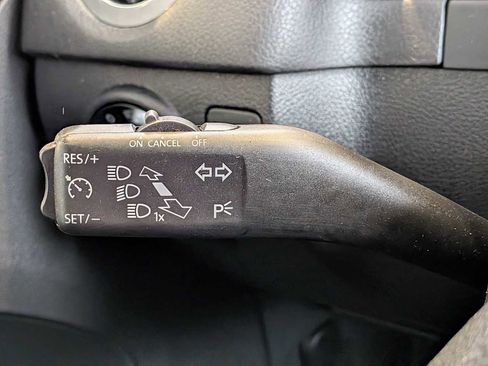 ON CANCEL OFF
RES/+
SET/−
1x
P